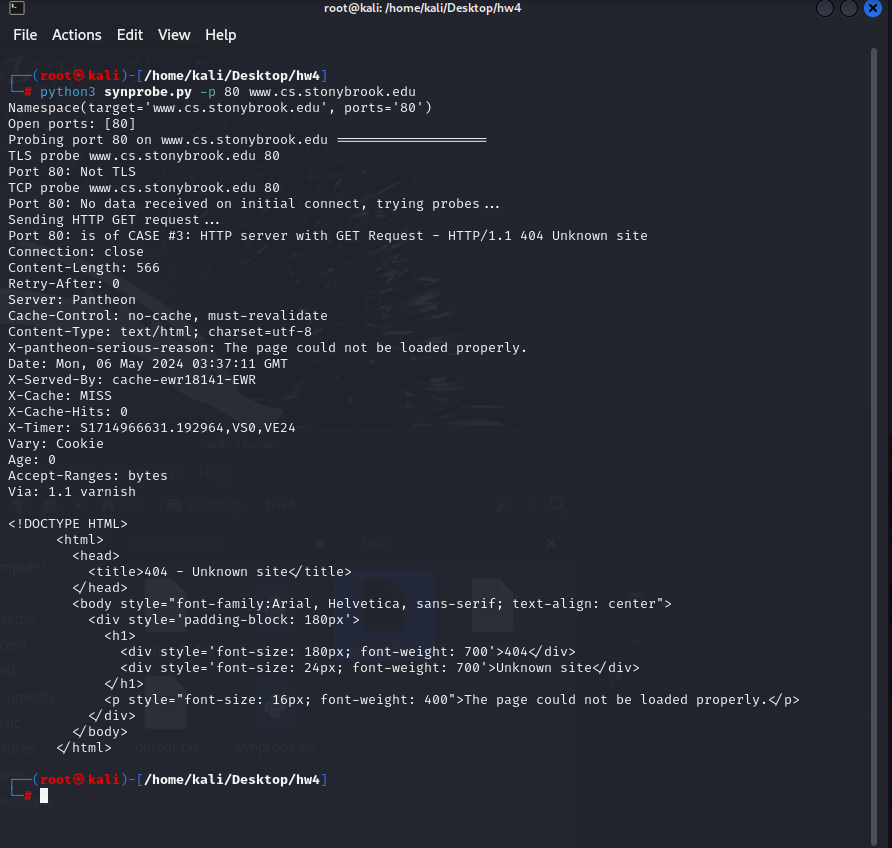 root@kali: /home/kali/Desktop/hw4
File Actions Edit View Help
┌──(root㉿kali)-[/home/kali/Desktop/hw4]
└─# python3 synprobe.py -p 80 www.cs.stonybrook.edu
Namespace(target='www.cs.stonybrook.edu', ports='80')
Open ports: [80]
Probing port 80 on www.cs.stonybrook.edu ===================
TLS probe www.cs.stonybrook.edu 80
Port 80: Not TLS
TCP probe www.cs.stonybrook.edu 80
Port 80: No data received on initial connect, trying probes...
Sending HTTP GET request...
Port 80: is of CASE #3: HTTP server with GET Request - HTTP/1.1 404 Unknown site
Connection: close
Content-Length: 566
Retry-After: 0
Server: Pantheon
Cache-Control: no-cache, must-revalidate
Content-Type: text/html; charset=utf-8
X-pantheon-serious-reason: The page could not be loaded properly.
Date: Mon, 06 May 2024 03:37:11 GMT
X-Served-By: cache-ewr18141-EWR
X-Cache: MISS
X-Cache-Hits: 0
X-Timer: S1714966631.192964,VS0,VE24
Vary: Cookie
Age: 0
Accept-Ranges: bytes
Via: 1.1 varnish
<!DOCTYPE HTML>
<html>
<head>
<title>404 - Unknown site</title>
</head>
<body style="font-family:Arial, Helvetica, sans-serif; text-align: center">
<div style='padding-block: 180px'>
<h1>
<div style='font-size: 180px; font-weight: 700'>404</div>
<div style='font-size: 24px; font-weight: 700'>Unknown site</div>
</h1>
<p style="font-size: 16px; font-weight: 400">The page could not be loaded properly.</p>
</div>
</body>
</html>
output.txt synprobe.py
┌──(root㉿kali)-[/home/kali/Desktop/hw4]
└─#